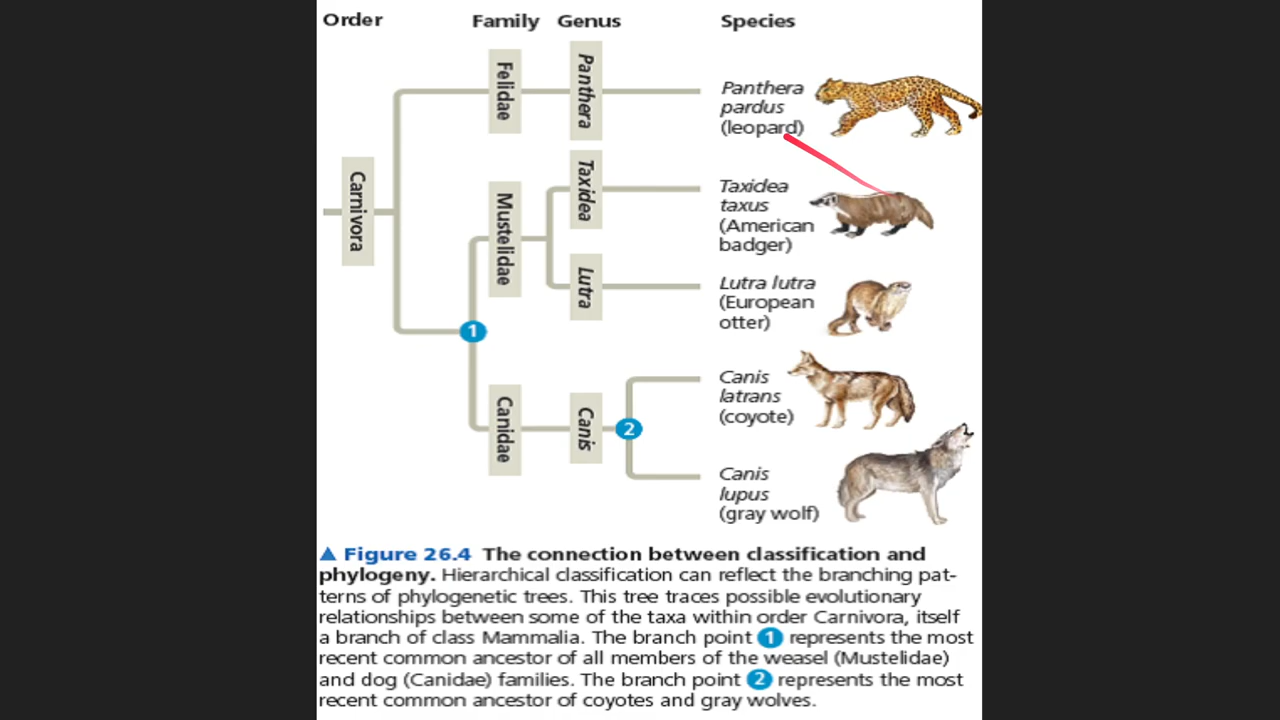 Order Family Genus Species
Carnivora
Felidae
Panthera
Panthera
pardus
(leopard)
Mustelidae
Taxidea
Taxidea
taxus
(American
badger)
Lutra
Lutra lutra
(European
otter)
1
Canidae
Canis
2
Canis
latrans
(coyote)
Canis
lupus
(gray wolf)
▲ Figure 26.4 The connection between classification and
phylogeny. Hierarchical classification can reflect the branching pat-
terns of phylogenetic trees. This tree traces possible evolutionary
relationships between some of the taxa within order Carnivora, itself
a branch of class Mammalia. The branch point 1 represents the most
recent common ancestor of all members of the weasel (Mustelidae)
and dog (Canidae) families. The branch point 2 represents the most
recent common ancestor of coyotes and gray wolves.